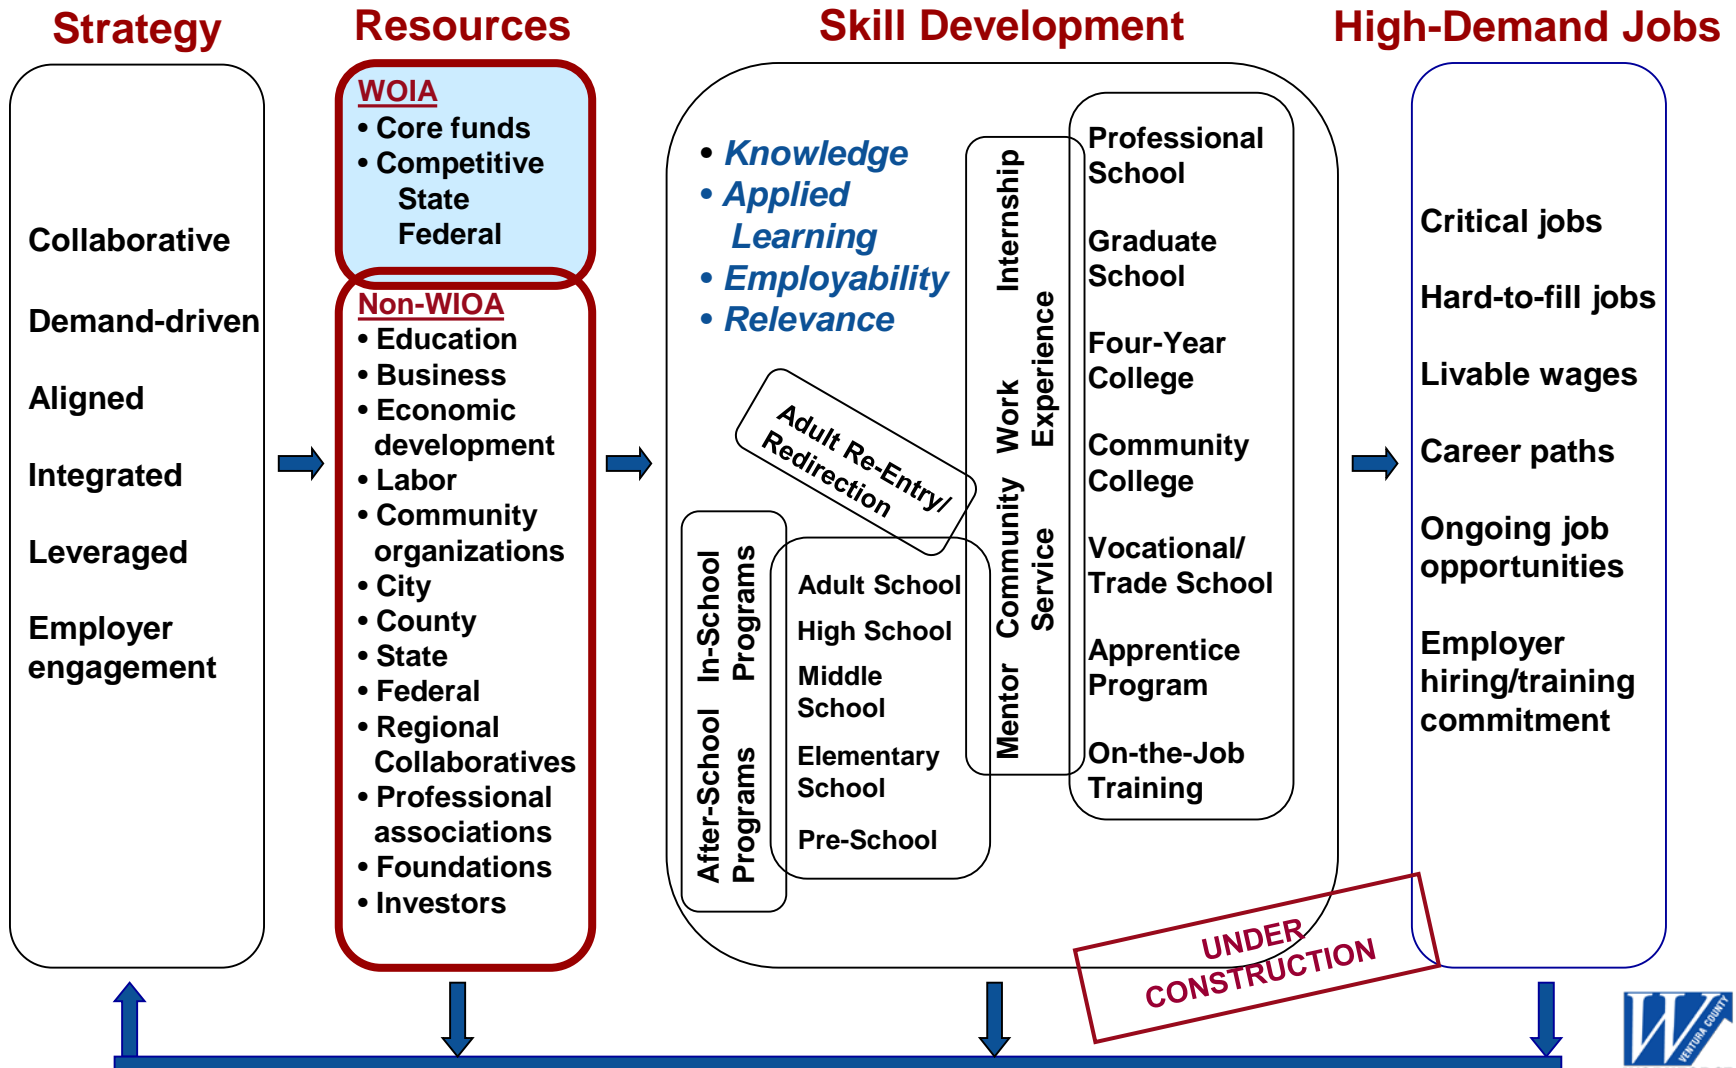 Strategy
Resources
Skill Development
High-Demand Jobs
Collaborative
Demand-driven
Aligned
Integrated
Leveraged
Employer
engagement
WOIA
• Core funds
• Competitive
State
Federal
Non-WIOA
• Education
• Business
• Economic
development
• Labor
• Community
organizations
• City
• County
• State
• Federal
• Regional
Collaboratives
• Professional
associations
• Foundations
• Investors
• Knowledge
• Applied
Learning
• Employability
• Relevance
Adult Re-Entry/
Redirection
After-School In-School
Programs Programs
Adult School
High School
Middle
School
Elementary
School
Pre-School
Mentor Community Work Internship
Service Experience
Professional
School
Graduate
School
Four-Year
College
Community
College
Vocational/
Trade School
Apprentice
Program
On-the-Job
Training
Critical jobs
Hard-to-fill jobs
Livable wages
Career paths
Ongoing job
opportunities
Employer
hiring/training
commitment
UNDER
CONSTRUCTION
W
VENTURA COUNTY